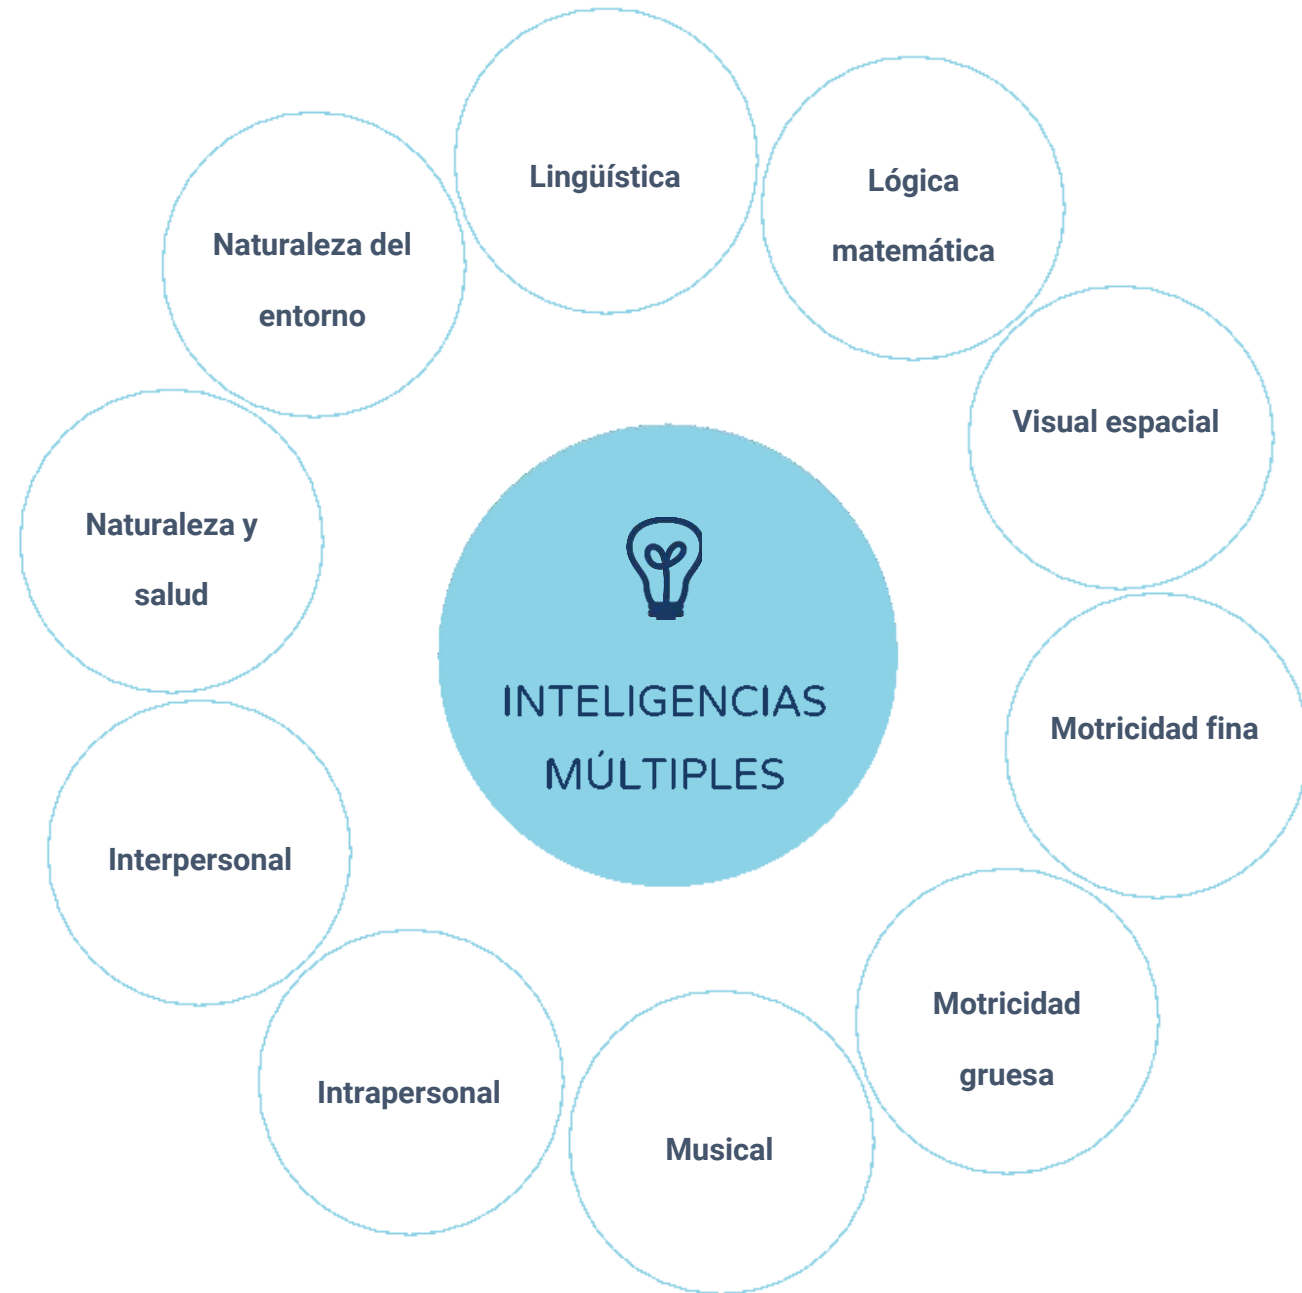 Lingüística
Lógica
matemática
Naturaleza del
entorno
Visual espacial
Naturaleza y
salud
INTELIGENCIAS
MÚLTIPLES
Motricidad fina
Interpersonal
Motricidad
gruesa
Intrapersonal
Musical